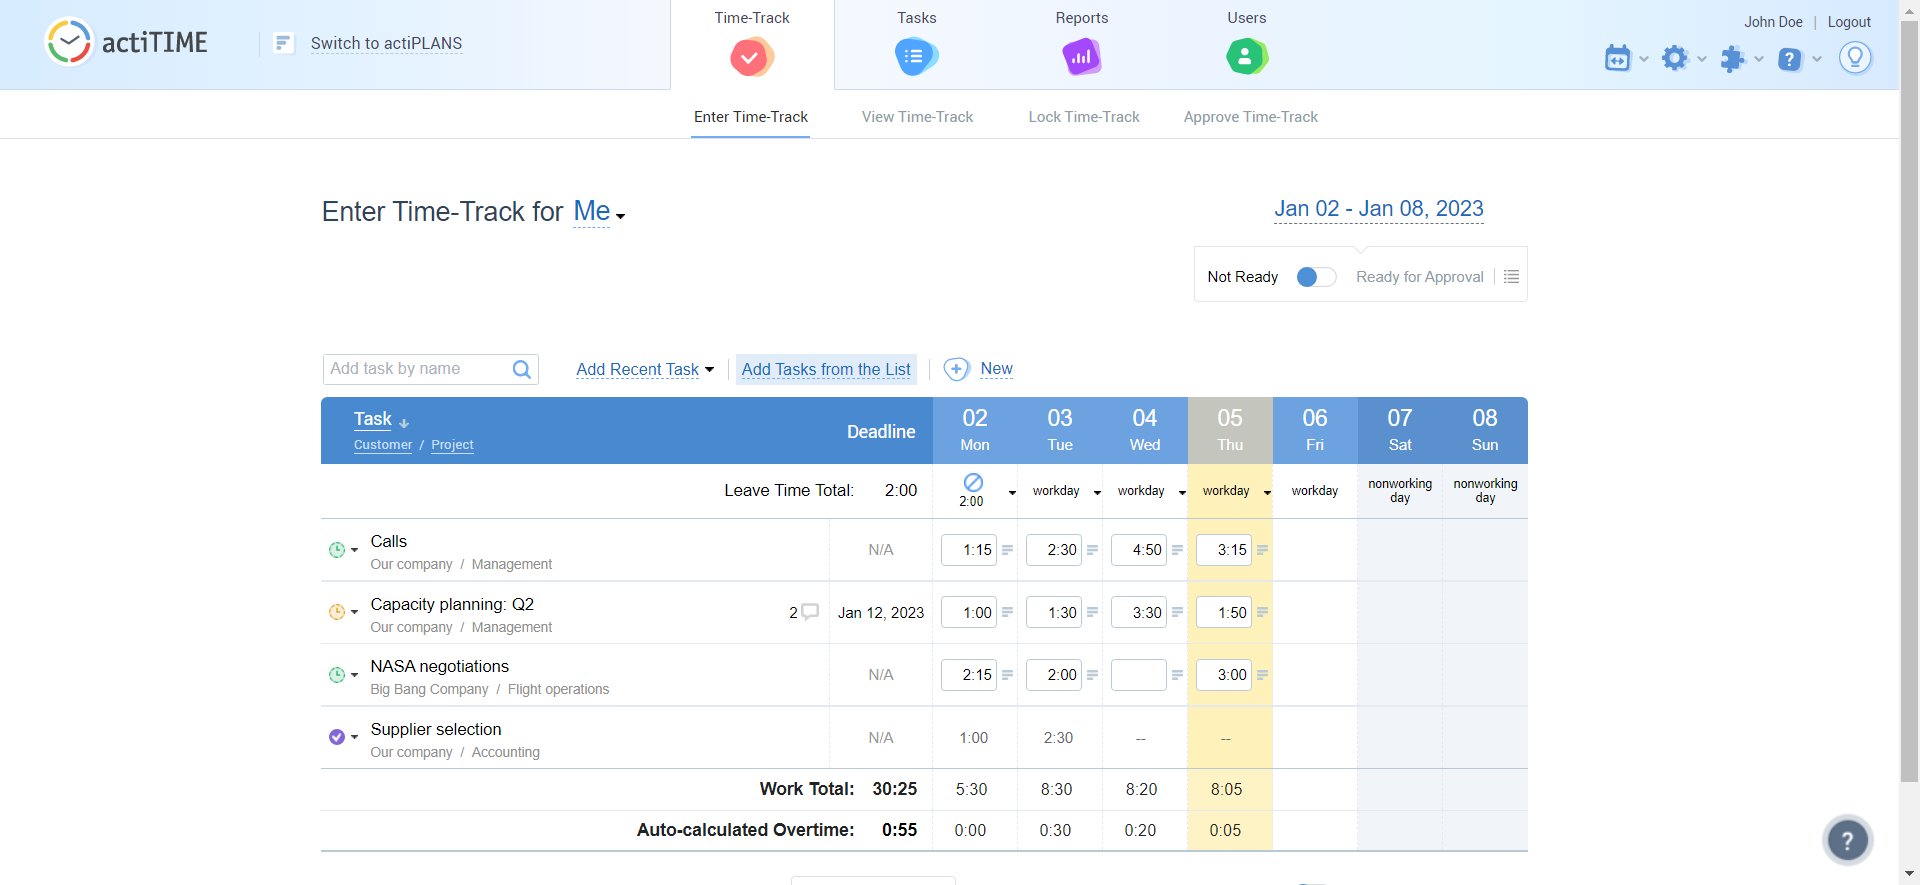 actiTIME
Switch to actiPLANS
Time-Track
Tasks
Reports
Users
John Doe | Logout
Enter Time-Track
View Time-Track
Lock Time-Track
Approve Time-Track
Enter Time-Track for Me
Jan 02 - Jan 08, 2023
Not Ready
Ready for Approval
Add task by name
Add Recent Task
Add Tasks from the List
New
Task
Customer / Project
Deadline
02 Mon
03 Tue
04 Wed
05 Thu
06 Fri
07 Sat
08 Sun
Leave Time Total: 2:00
2:00
workday
workday
workday
workday
nonworking day
nonworking day
Calls
Our company / Management
N/A
1:15
2:30
4:50
3:15
Capacity planning: Q2
Our company / Management
2
Jan 12, 2023
1:00
1:30
3:30
1:50
NASA negotiations
Big Bang Company / Flight operations
N/A
2:15
2:00
3:00
Supplier selection
Our company / Accounting
N/A
1:00
2:30
--
--
Work Total: 30:25
5:30
8:30
8:20
8:05
Auto-calculated Overtime: 0:55
0:00
0:30
0:20
0:05
?